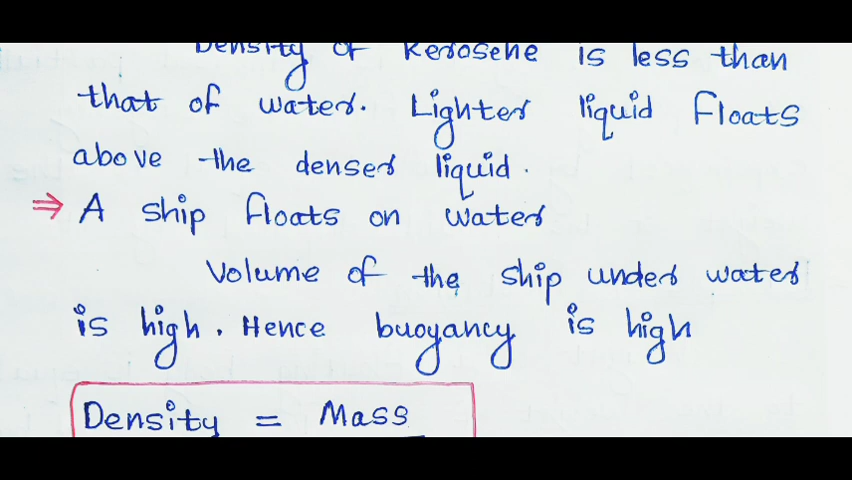 Density of Kerosene is less than
that of water. Lighter liquid floats
above the denser liquid.
⇒ A ship floats on water
Volume of the ship under water
is high. Hence buoyancy is high
Density = Mass